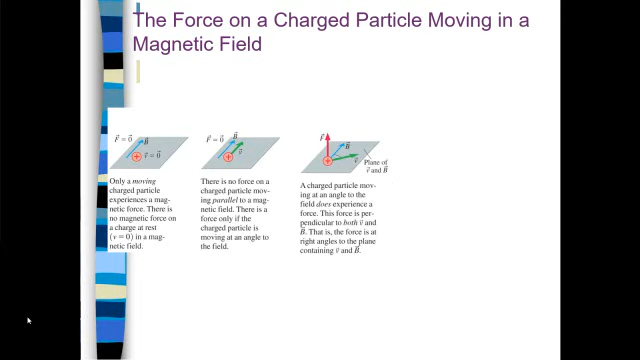 The Force on a Charged Particle Moving in a
Magnetic Field
F⃗ = 0⃗
B⃗
v⃗ = 0⃗
Only a moving
charged particle
experiences a mag-
netic force. There is
no magnetic force on
a charge at rest
(v = 0) in a mag-
netic field.
F⃗ = 0⃗
B⃗
v⃗
There is no force on a
charged particle mov-
ing parallel to a mag-
netic field. There is a
force only if the
charged particle is
moving at an angle to
the field.
F⃗
B⃗
v⃗
Plane of
v⃗ and B⃗
A charged particle mov-
ing at an angle to the
field does experience a
force. This force is per-
pendicular to both v⃗ and
B⃗. That is, the force is at
right angles to the plane
containing v⃗ and B⃗.